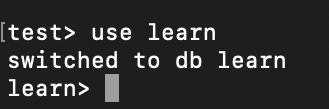 [test> use learn
switched to db learn
learn>